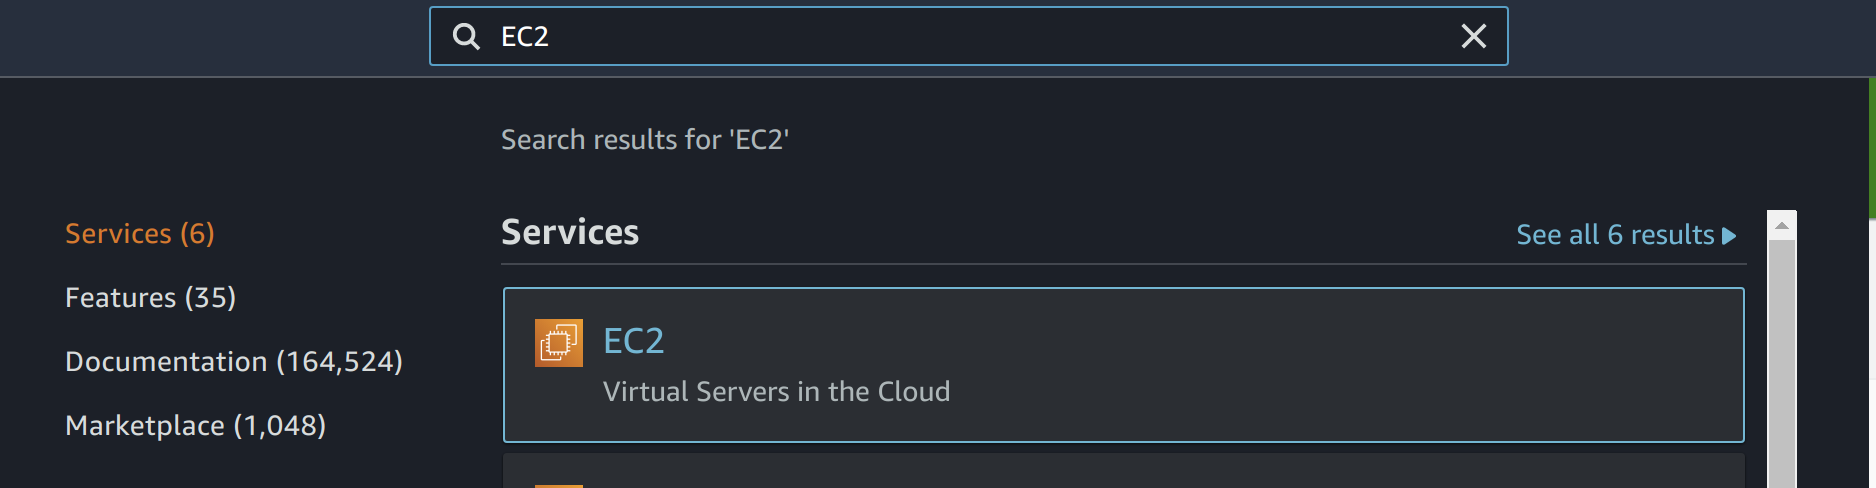 EC2
Search results for 'EC2'
Services (6)
Features (35)
Documentation (164,524)
Marketplace (1,048)
Services
See all 6 results
EC2
Virtual Servers in the Cloud